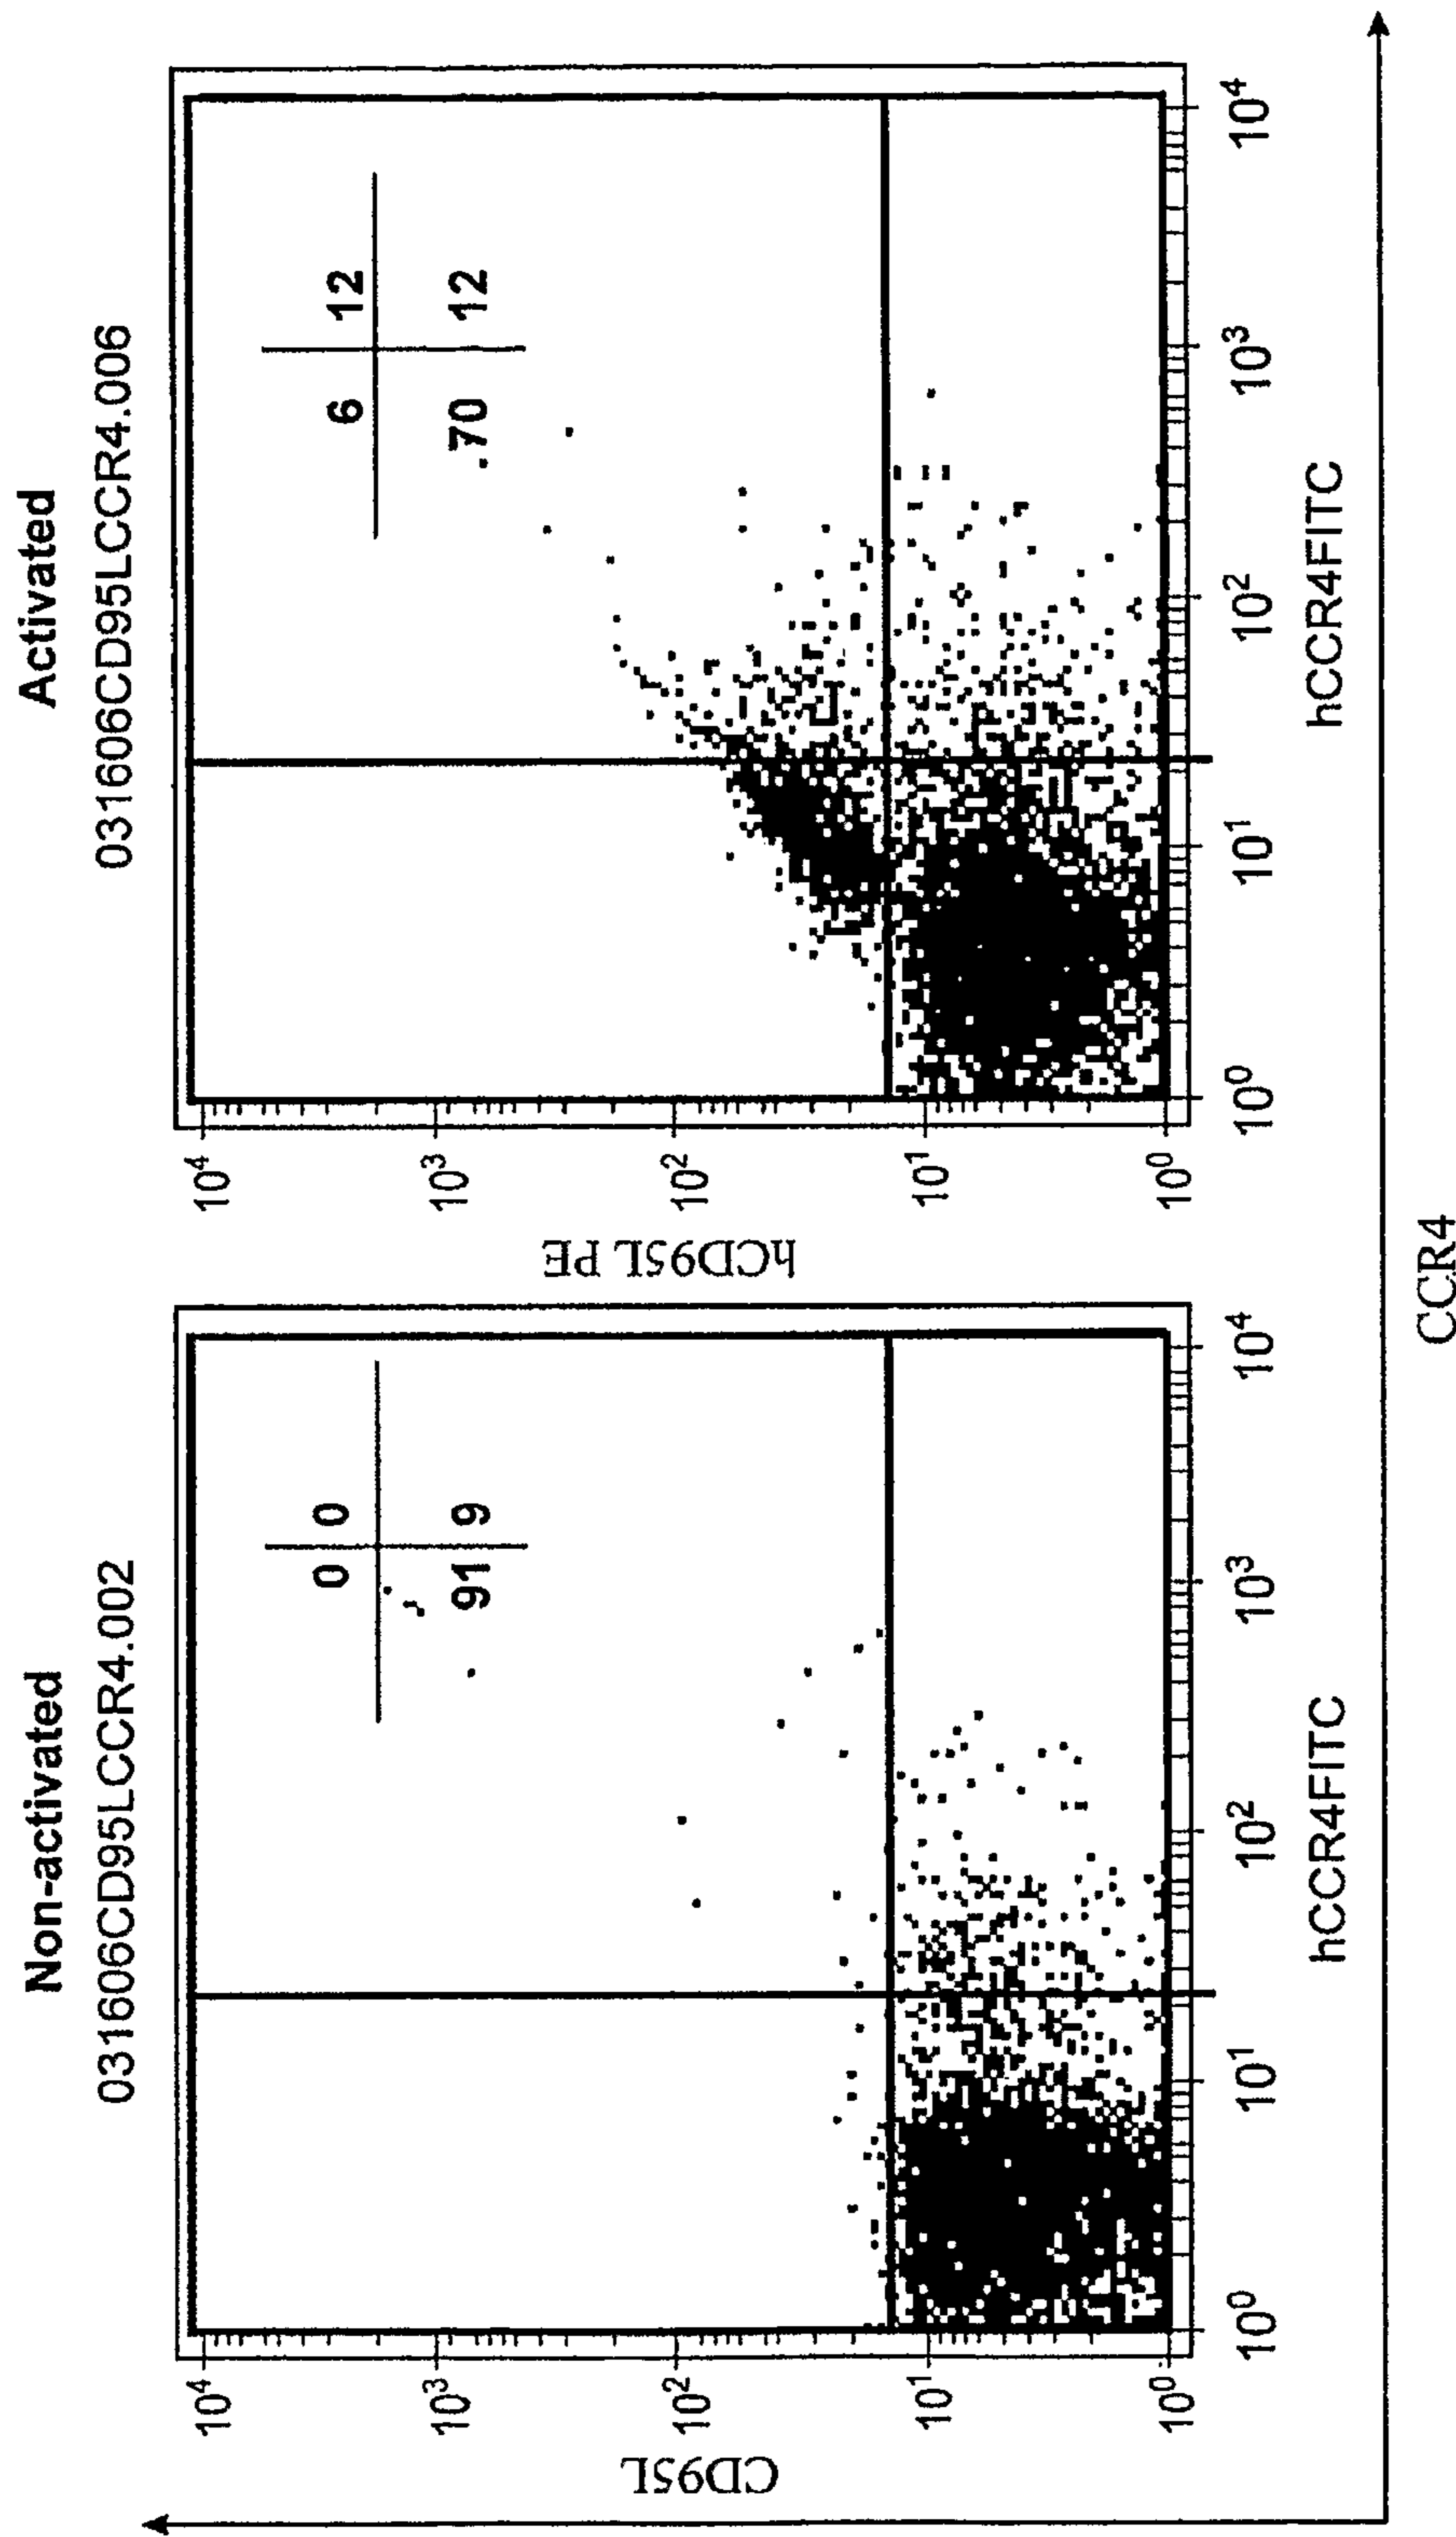 Non-activated
031606CD95LCCR4.002
CD95L
10⁴
10³
10²
10¹
10⁰
0 0
91 9
10⁰ 10¹ 10² 10³ 10⁴
hCCR4FITC
Activated
031606CD95LCCR4.006
hCD95L PE
10⁴
10³
10²
10¹
10⁰
6 12
70 12
10⁰ 10¹ 10² 10³ 10⁴
hCCR4FITC
CCR4